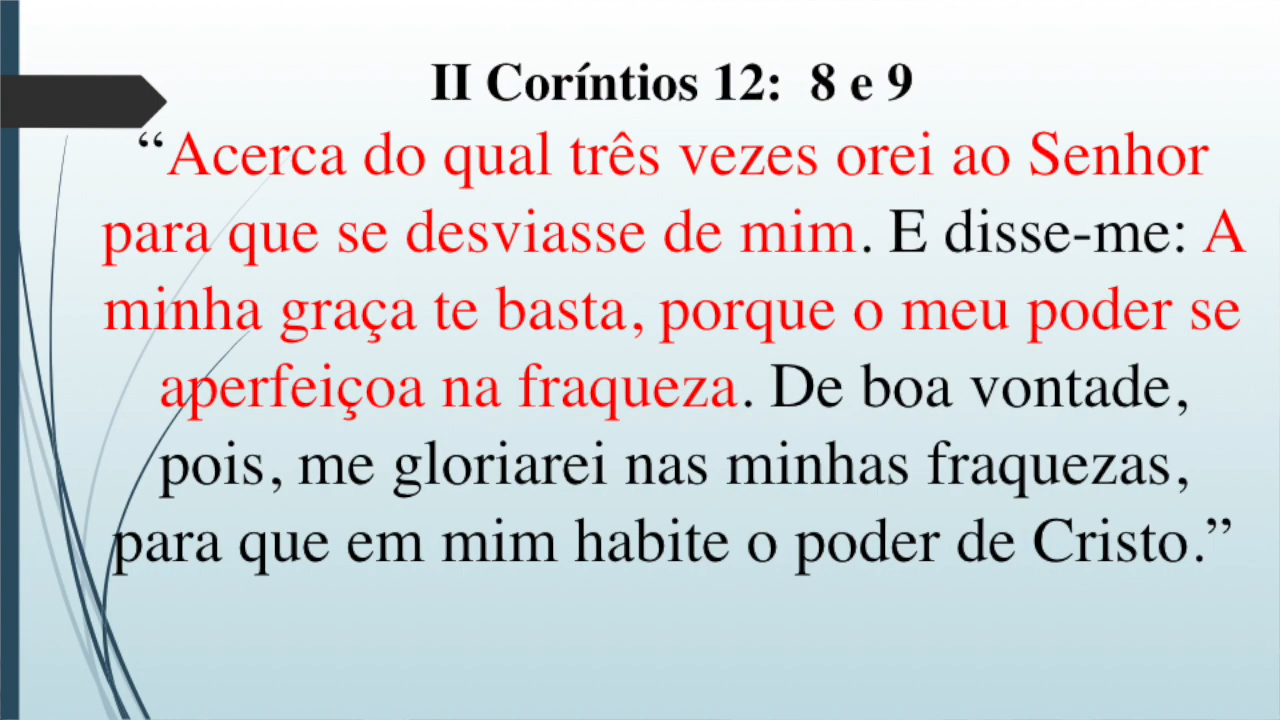 II Coríntios 12:  8 e 9
“Acerca do qual três vezes orei ao Senhor
para que se desviasse de mim. E disse-me: A
minha graça te basta, porque o meu poder se
aperfeiçoa na fraqueza. De boa vontade,
pois, me gloriarei nas minhas fraquezas,
para que em mim habite o poder de Cristo.”